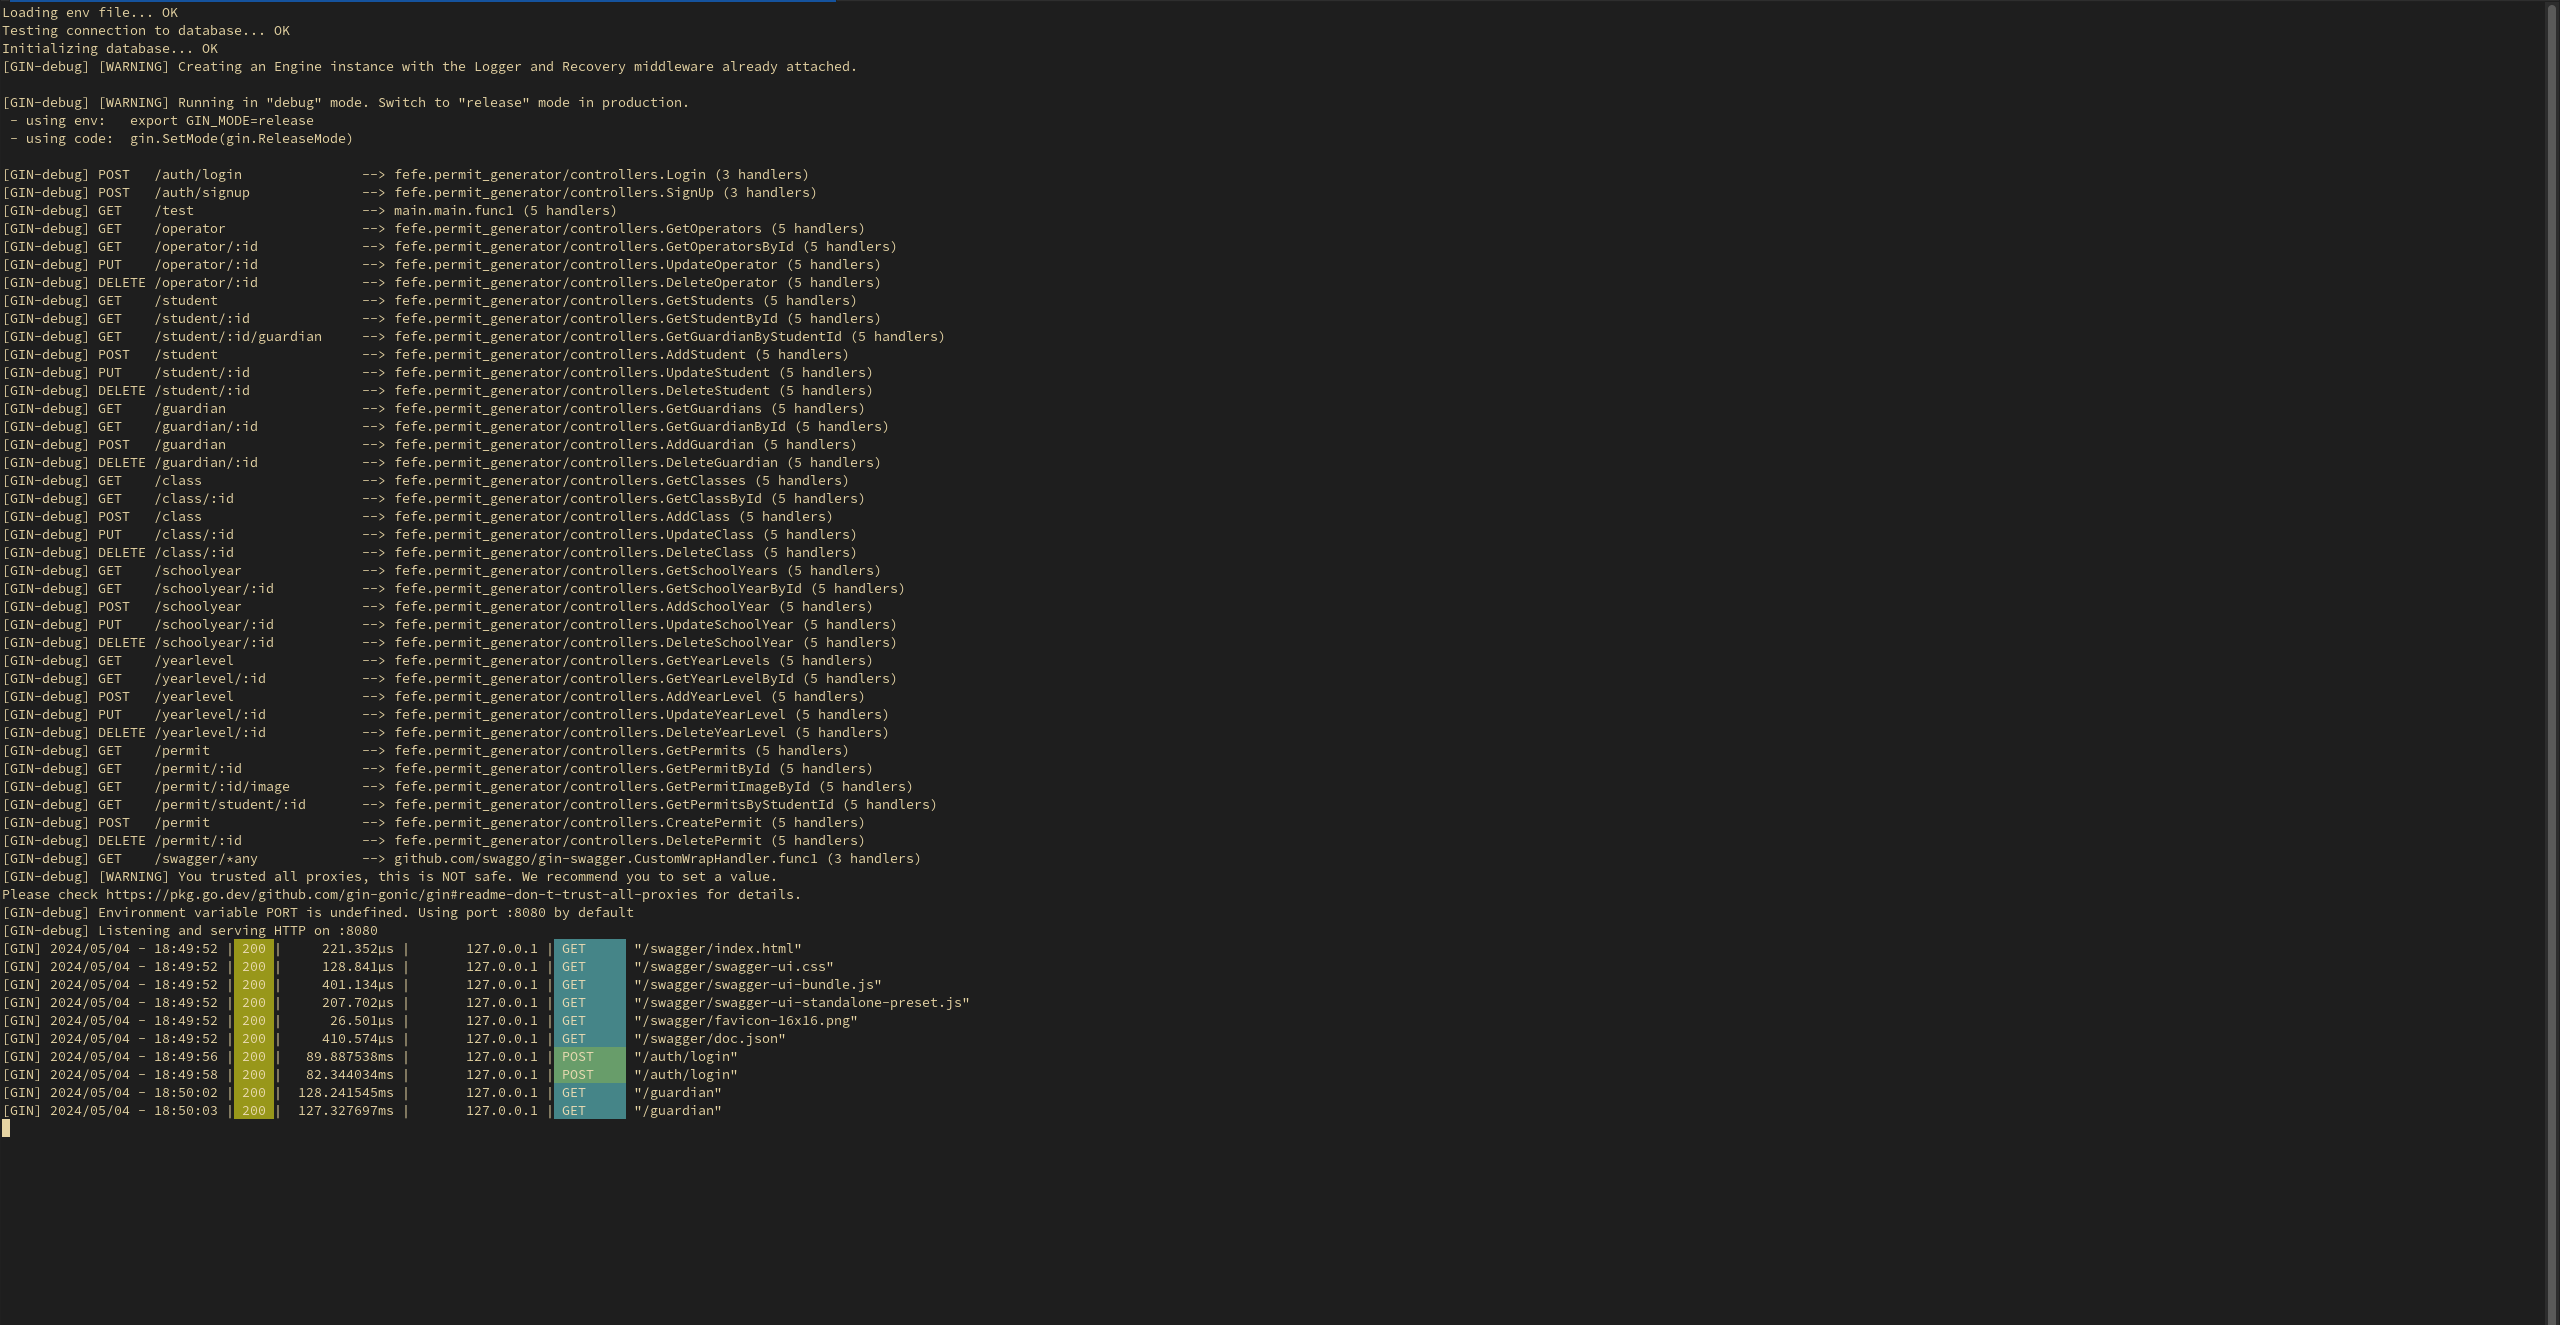 Loading env file... OK
Testing connection to database... OK
Initializing database... OK
[GIN-debug] [WARNING] Creating an Engine instance with the Logger and Recovery middleware already attached.

[GIN-debug] [WARNING] Running in "debug" mode. Switch to "release" mode in production.
 - using env:   export GIN_MODE=release
 - using code:  gin.SetMode(gin.ReleaseMode)

[GIN-debug] POST   /auth/login               --> fefe.permit_generator/controllers.Login (3 handlers)
[GIN-debug] POST   /auth/signup              --> fefe.permit_generator/controllers.SignUp (3 handlers)
[GIN-debug] GET    /test                     --> main.main.func1 (5 handlers)
[GIN-debug] GET    /operator                 --> fefe.permit_generator/controllers.GetOperators (5 handlers)
[GIN-debug] GET    /operator/:id             --> fefe.permit_generator/controllers.GetOperatorsById (5 handlers)
[GIN-debug] PUT    /operator/:id             --> fefe.permit_generator/controllers.UpdateOperator (5 handlers)
[GIN-debug] DELETE /operator/:id             --> fefe.permit_generator/controllers.DeleteOperator (5 handlers)
[GIN-debug] GET    /student                  --> fefe.permit_generator/controllers.GetStudents (5 handlers)
[GIN-debug] GET    /student/:id              --> fefe.permit_generator/controllers.GetStudentById (5 handlers)
[GIN-debug] GET    /student/:id/guardian     --> fefe.permit_generator/controllers.GetGuardianByStudentId (5 handlers)
[GIN-debug] POST   /student                  --> fefe.permit_generator/controllers.AddStudent (5 handlers)
[GIN-debug] PUT    /student/:id              --> fefe.permit_generator/controllers.UpdateStudent (5 handlers)
[GIN-debug] DELETE /student/:id              --> fefe.permit_generator/controllers.DeleteStudent (5 handlers)
[GIN-debug] GET    /guardian                 --> fefe.permit_generator/controllers.GetGuardians (5 handlers)
[GIN-debug] GET    /guardian/:id             --> fefe.permit_generator/controllers.GetGuardianById (5 handlers)
[GIN-debug] POST   /guardian                 --> fefe.permit_generator/controllers.AddGuardian (5 handlers)
[GIN-debug] DELETE /guardian/:id             --> fefe.permit_generator/controllers.DeleteGuardian (5 handlers)
[GIN-debug] GET    /class                    --> fefe.permit_generator/controllers.GetClasses (5 handlers)
[GIN-debug] GET    /class/:id                --> fefe.permit_generator/controllers.GetClassById (5 handlers)
[GIN-debug] POST   /class                    --> fefe.permit_generator/controllers.AddClass (5 handlers)
[GIN-debug] PUT    /class/:id                --> fefe.permit_generator/controllers.UpdateClass (5 handlers)
[GIN-debug] DELETE /class/:id                --> fefe.permit_generator/controllers.DeleteClass (5 handlers)
[GIN-debug] GET    /schoolyear               --> fefe.permit_generator/controllers.GetSchoolYears (5 handlers)
[GIN-debug] GET    /schoolyear/:id           --> fefe.permit_generator/controllers.GetSchoolYearById (5 handlers)
[GIN-debug] POST   /schoolyear               --> fefe.permit_generator/controllers.AddSchoolYear (5 handlers)
[GIN-debug] PUT    /schoolyear/:id           --> fefe.permit_generator/controllers.UpdateSchoolYear (5 handlers)
[GIN-debug] DELETE /schoolyear/:id           --> fefe.permit_generator/controllers.DeleteSchoolYear (5 handlers)
[GIN-debug] GET    /yearlevel                --> fefe.permit_generator/controllers.GetYearLevels (5 handlers)
[GIN-debug] GET    /yearlevel/:id            --> fefe.permit_generator/controllers.GetYearLevelById (5 handlers)
[GIN-debug] POST   /yearlevel                --> fefe.permit_generator/controllers.AddYearLevel (5 handlers)
[GIN-debug] PUT    /yearlevel/:id            --> fefe.permit_generator/controllers.UpdateYearLevel (5 handlers)
[GIN-debug] DELETE /yearlevel/:id            --> fefe.permit_generator/controllers.DeleteYearLevel (5 handlers)
[GIN-debug] GET    /permit                   --> fefe.permit_generator/controllers.GetPermits (5 handlers)
[GIN-debug] GET    /permit/:id               --> fefe.permit_generator/controllers.GetPermitById (5 handlers)
[GIN-debug] GET    /permit/:id/image         --> fefe.permit_generator/controllers.GetPermitImageById (5 handlers)
[GIN-debug] GET    /permit/student/:id       --> fefe.permit_generator/controllers.GetPermitsByStudentId (5 handlers)
[GIN-debug] POST   /permit                   --> fefe.permit_generator/controllers.CreatePermit (5 handlers)
[GIN-debug] DELETE /permit/:id               --> fefe.permit_generator/controllers.DeletePermit (5 handlers)
[GIN-debug] GET    /swagger/*any             --> github.com/swaggo/gin-swagger.CustomWrapHandler.func1 (3 handlers)
[GIN-debug] [WARNING] You trusted all proxies, this is NOT safe. We recommend you to set a value.
Please check https://pkg.go.dev/github.com/gin-gonic/gin#readme-don-t-trust-all-proxies for details.
[GIN-debug] Environment variable PORT is undefined. Using port :8080 by default
[GIN-debug] Listening and serving HTTP on :8080
[GIN] 2024/05/04 - 18:49:52 | 200 |     221.352µs |       127.0.0.1 | GET      "/swagger/index.html"
[GIN] 2024/05/04 - 18:49:52 | 200 |     128.841µs |       127.0.0.1 | GET      "/swagger/swagger-ui.css"
[GIN] 2024/05/04 - 18:49:52 | 200 |     401.134µs |       127.0.0.1 | GET      "/swagger/swagger-ui-bundle.js"
[GIN] 2024/05/04 - 18:49:52 | 200 |     207.702µs |       127.0.0.1 | GET      "/swagger/swagger-ui-standalone-preset.js"
[GIN] 2024/05/04 - 18:49:52 | 200 |      26.501µs |       127.0.0.1 | GET      "/swagger/favicon-16x16.png"
[GIN] 2024/05/04 - 18:49:52 | 200 |     410.574µs |       127.0.0.1 | GET      "/swagger/doc.json"
[GIN] 2024/05/04 - 18:49:56 | 200 |   89.887538ms |       127.0.0.1 | POST     "/auth/login"
[GIN] 2024/05/04 - 18:49:58 | 200 |   82.344034ms |       127.0.0.1 | POST     "/auth/login"
[GIN] 2024/05/04 - 18:50:02 | 200 |  128.241545ms |       127.0.0.1 | GET      "/guardian"
[GIN] 2024/05/04 - 18:50:03 | 200 |  127.327697ms |       127.0.0.1 | GET      "/guardian"